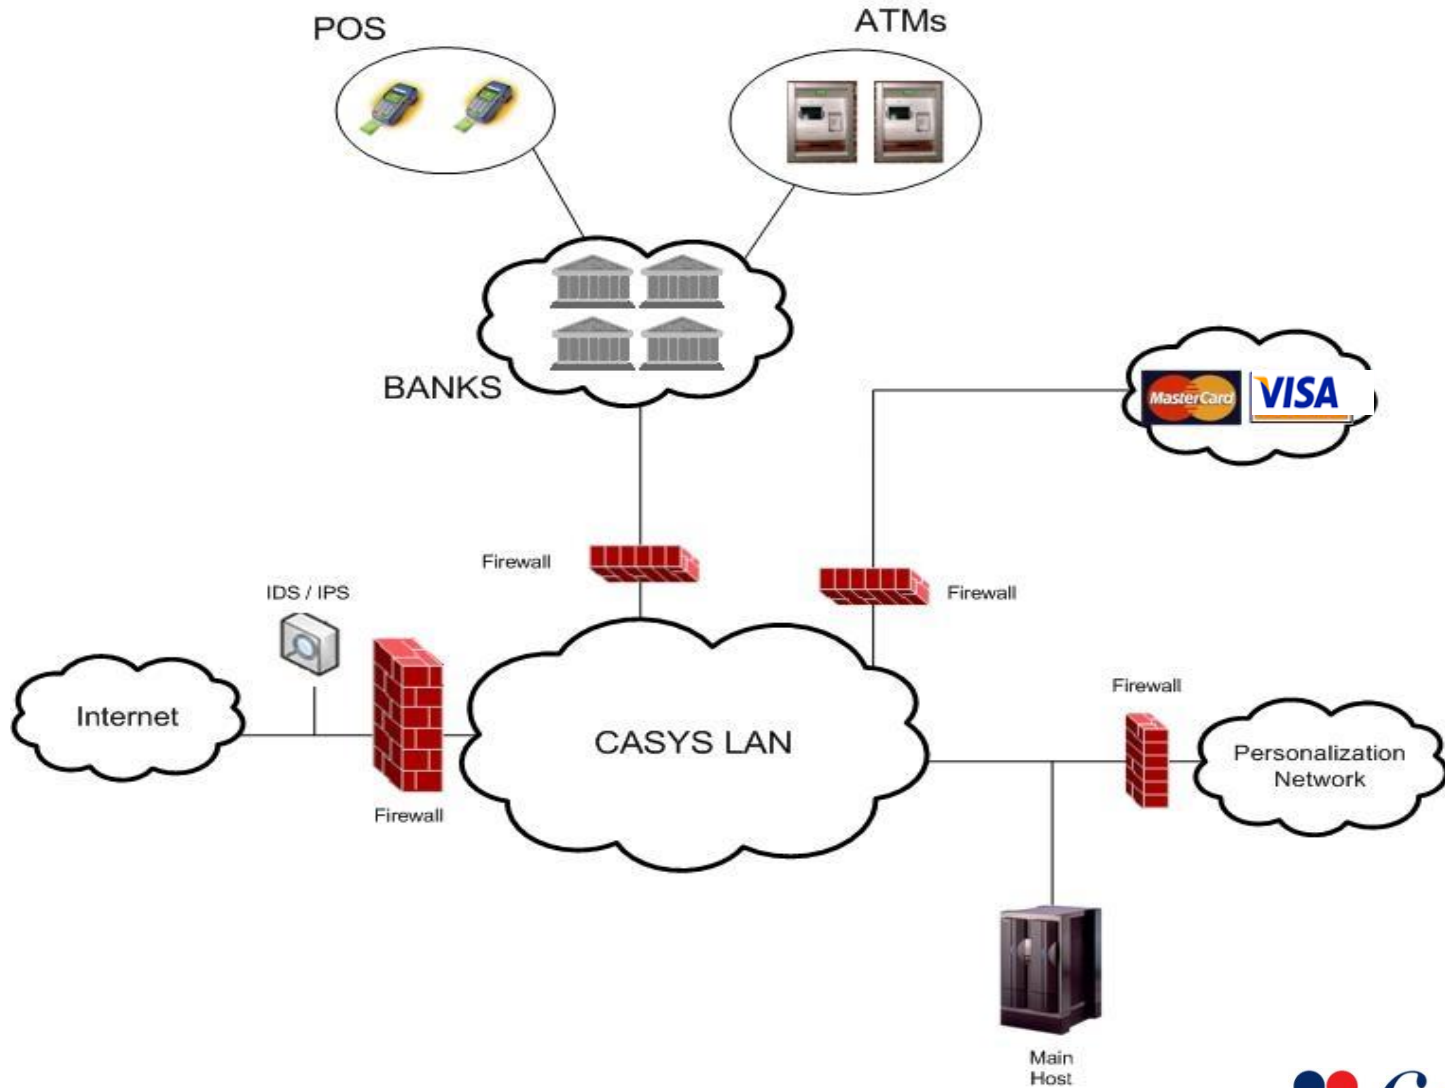 POS
ATMs
BANKS
MasterCard
VISA
Firewall
Firewall
IDS / IPS
Internet
Firewall
CASYS LAN
Firewall
Personalization
Network
Main
Host